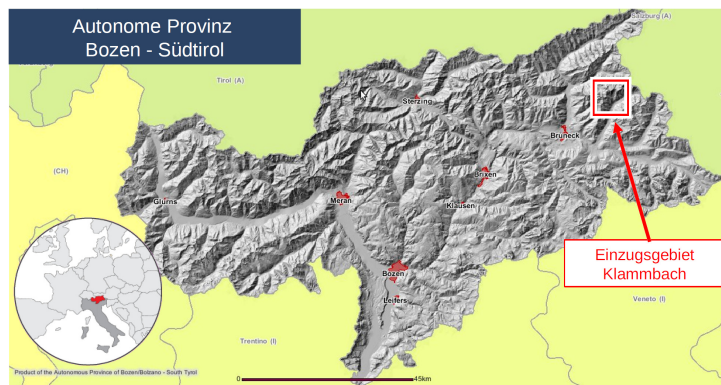 Autonome Provinz
Bozen - Südtirol
Salzburg (A)
Tirol (A)
Sterzing
Bruneck
(CH)
Brixen
Glurns
Meran
Klausen
Einzugsgebiet
Klammbach
Bozen
Leifers
Veneto (I)
Trentino (I)
Product of the Autonomous Province of Bozen/Bolzano - South Tyrol
0
45km